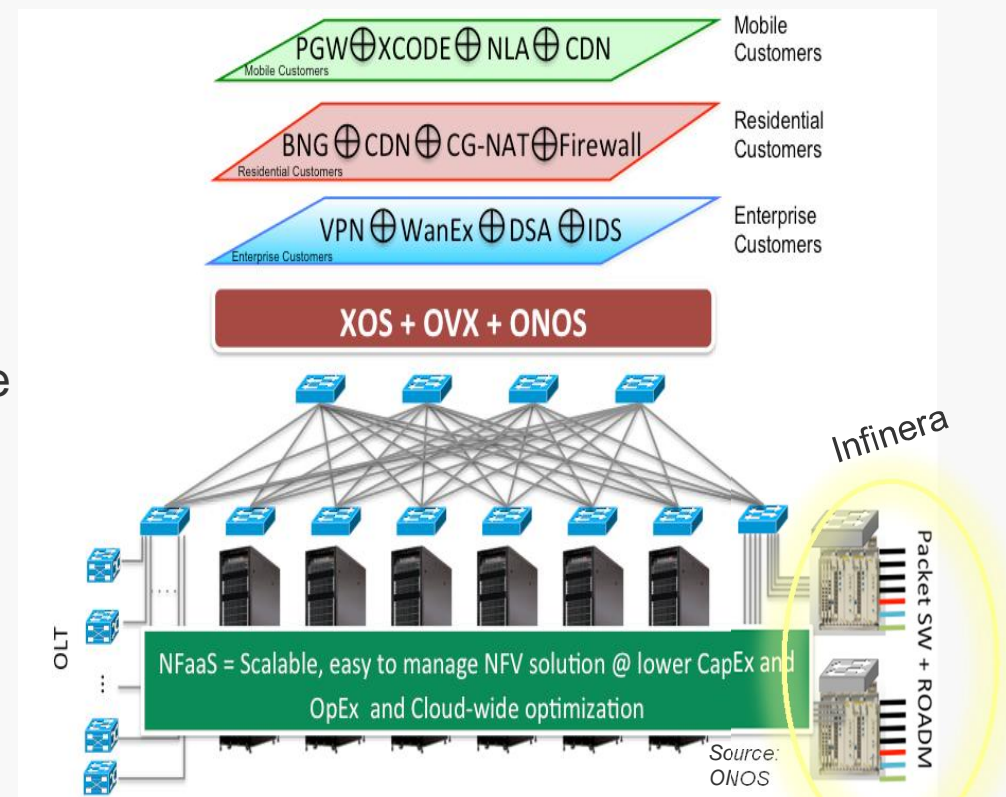 PGW⊕XCODE⊕ NLA⊕ CDN
Mobile Customers
Mobile
Customers
BNG ⊕CDN⊕ CG-NAT⊕Firewall
Residential Customers
Residential
Customers
VPN ⊕WanEx ⊕DSA ⊕IDS
Enterprise Customers
Enterprise
Customers
XOS + OVX + ONOS
e
Infinera
OLT
Packet SW + ROADM
NFaaS = Scalable, easy to manage NFV solution @ lower CapEx and
OpEx and Cloud-wide optimization
Source:
ONOS